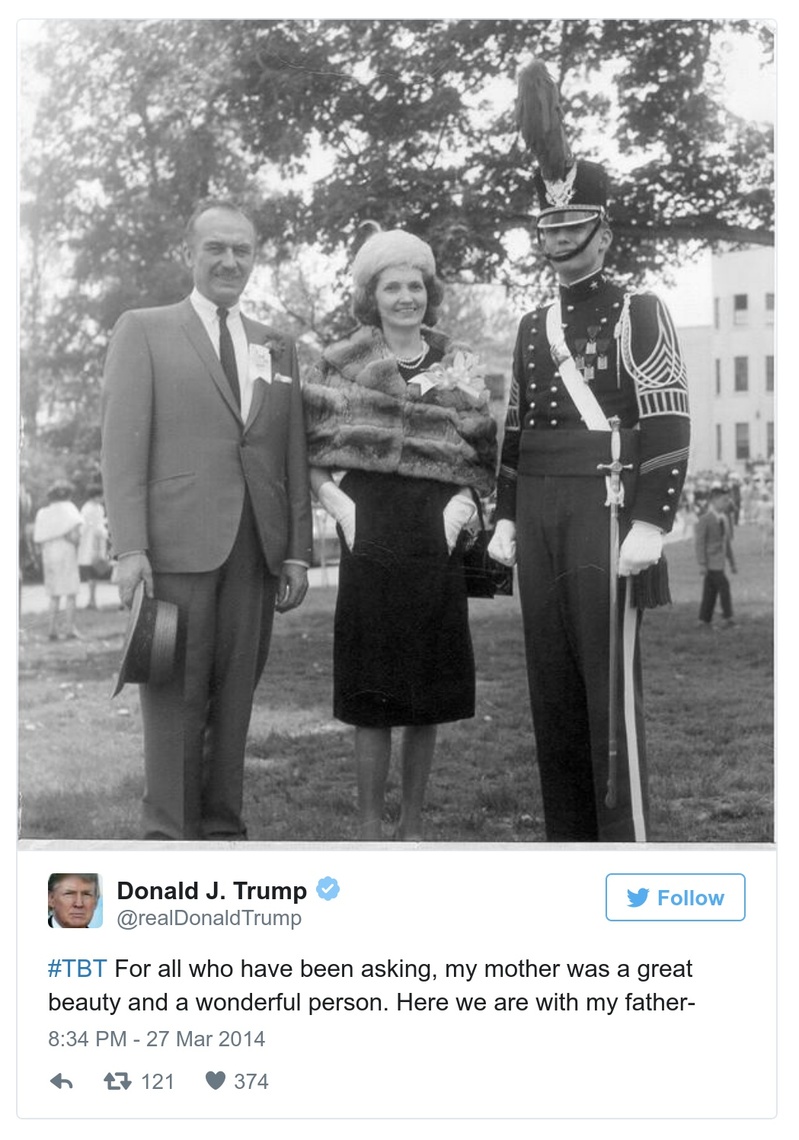 Donald J. Trump
@realDonaldTrump
Follow
#TBT For all who have been asking, my mother was a great
beauty and a wonderful person. Here we are with my father-
8:34 PM - 27 Mar 2014
121 374